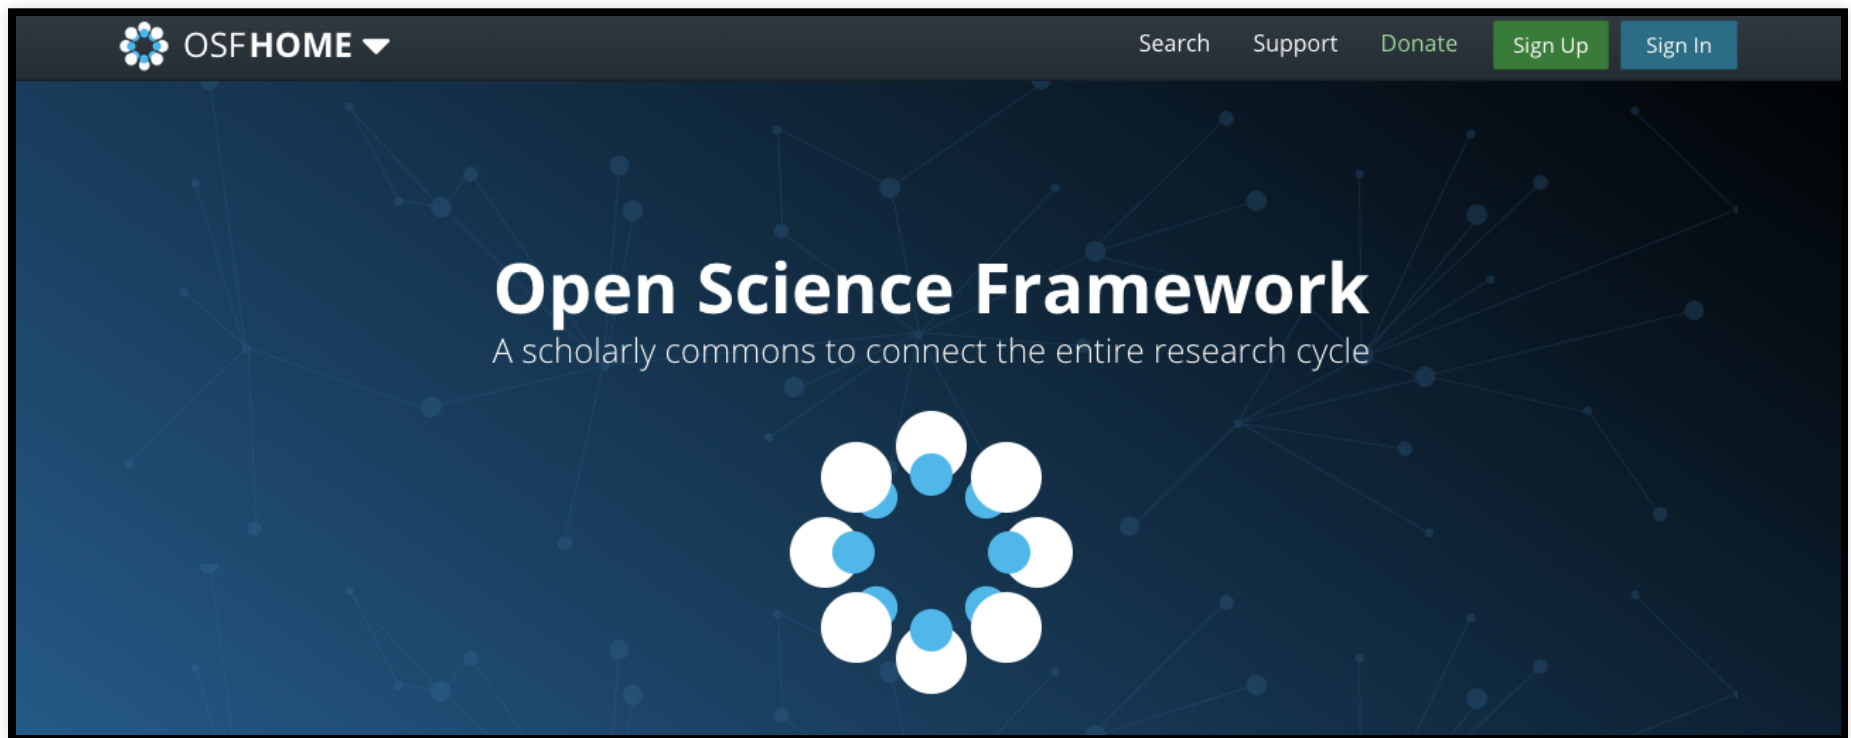 OSFHOME Search Support Donate Sign Up Sign In
Open Science Framework
A scholarly commons to connect the entire research cycle